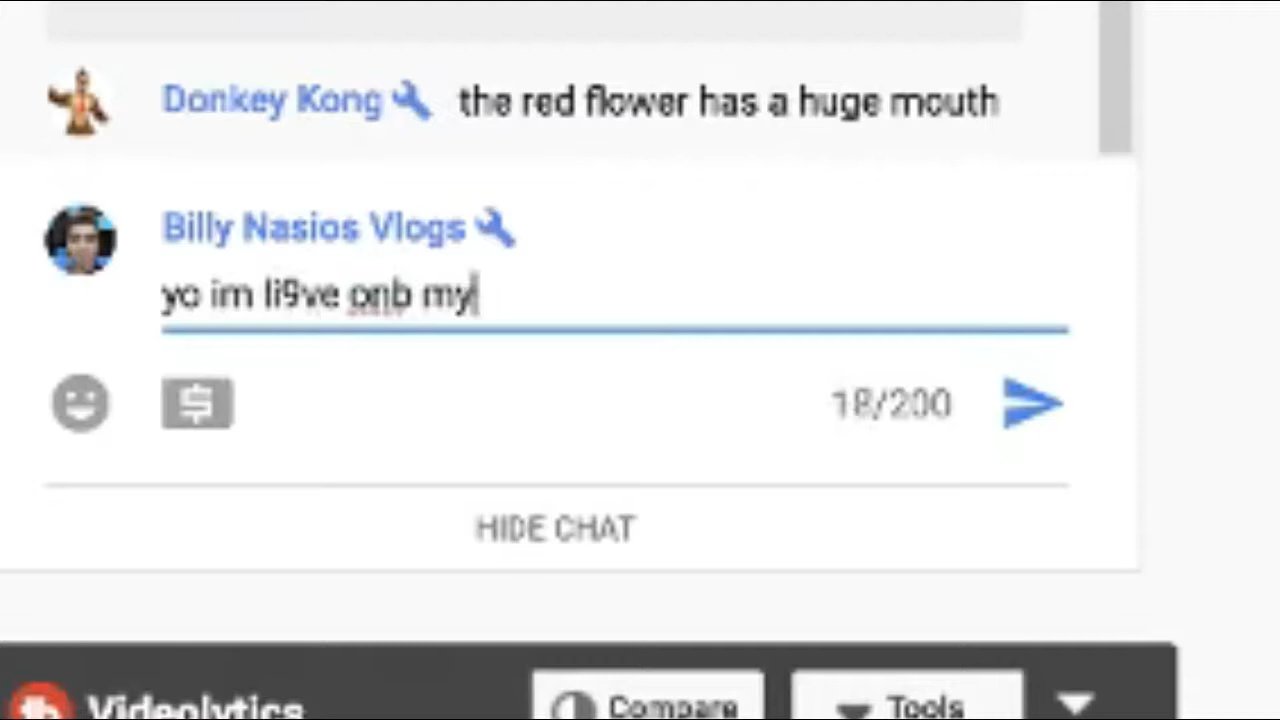 Donkey Kong the red flower has a huge mouth
Billy Nasios Vlogs
yo im li9ve onb my
18/200
HIDE CHAT
Videolytics Compare Tools